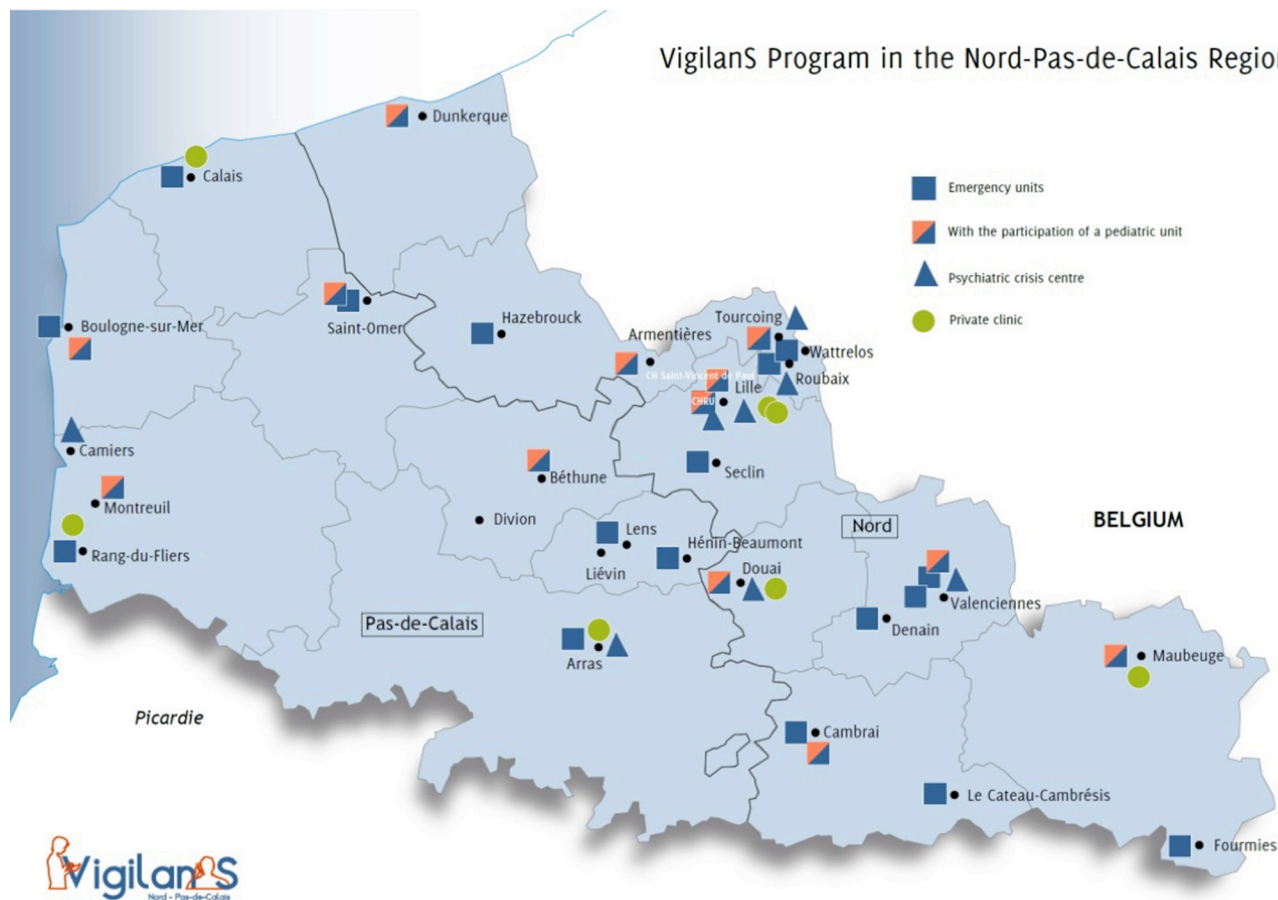 VigilanS Program in the Nord-Pas-de-Calais Regio
Dunkerque
Calais
Emergency units
With the participation of a pediatric unit
Psychiatric crisis centre
Private clinic
Boulogne-sur-Mer
Saint-Omer
Hazebrouck
Armentières
Tourcoing
Wattrelos
Roubaix
CH Saint-Vincent de Paul
Lille
CHRU
Camiers
Seclin
Montreuil
Béthune
Divion
Rang-du-Fliers
Lens
Liévin
Hénin-Beaumont
Nord
BELGIUM
Douai
Valenciennes
Denain
Pas-de-Calais
Arras
Maubeuge
Picardie
Cambrai
Le Cateau-Cambrésis
Fourmies
VigilanS
Nord - Pas-de-Calais